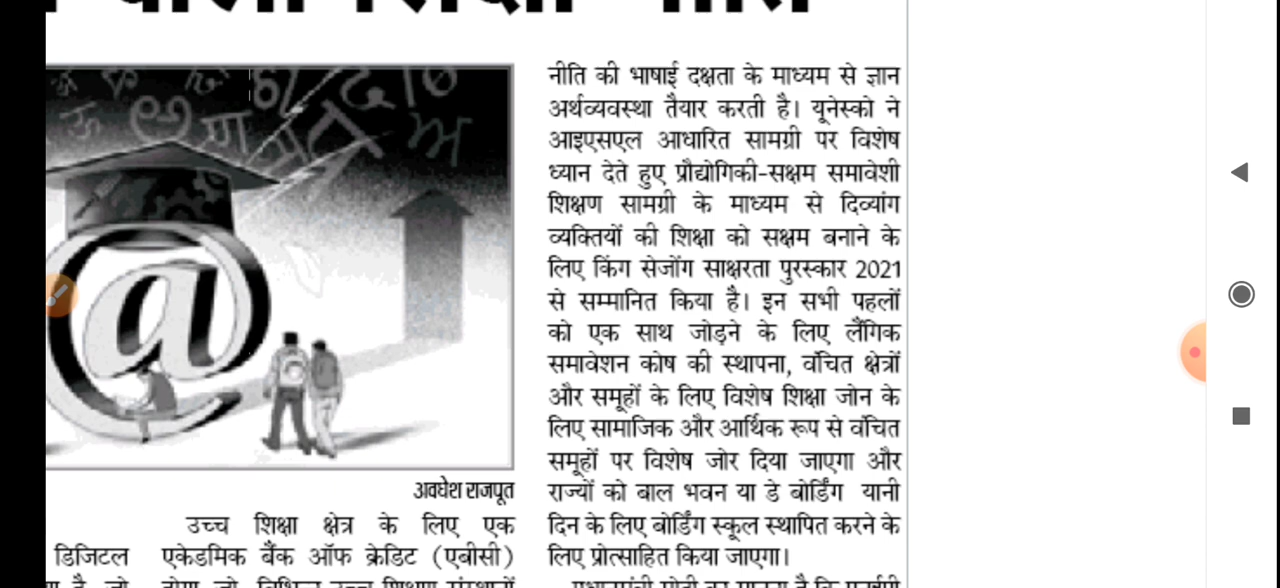 नीति की भाषाई दक्षता के माध्यम से ज्ञान
अर्थव्यवस्था तैयार करती है। यूनेस्को ने
आइएसएल आधारित सामग्री पर विशेष
ध्यान देते हुए प्रौद्योगिकी-सक्षम समावेशी
शिक्षण सामग्री के माध्यम से दिव्यांग
व्यक्तियों की शिक्षा को सक्षम बनाने के
लिए किंग सेजोंग साक्षरता पुरस्कार 2021
से सम्मानित किया है। इन सभी पहलों
को एक साथ जोड़ने के लिए लैंगिक
समावेशन कोष की स्थापना, वंचित क्षेत्रों
और समूहों के लिए विशेष शिक्षा जोन के
लिए सामाजिक और आर्थिक रूप से वंचित
समूहों पर विशेष जोर दिया जाएगा और
राज्यों को बाल भवन या डे बोर्डिंग यानी
दिन के लिए बोर्डिंग स्कूल स्थापित करने के
लिए प्रोत्साहित किया जाएगा।
अवधेश राजपूत
उच्च शिक्षा क्षेत्र के लिए एक
एकेडमिक बैंक ऑफ क्रेडिट (एबीसी)
डिजिटल
@